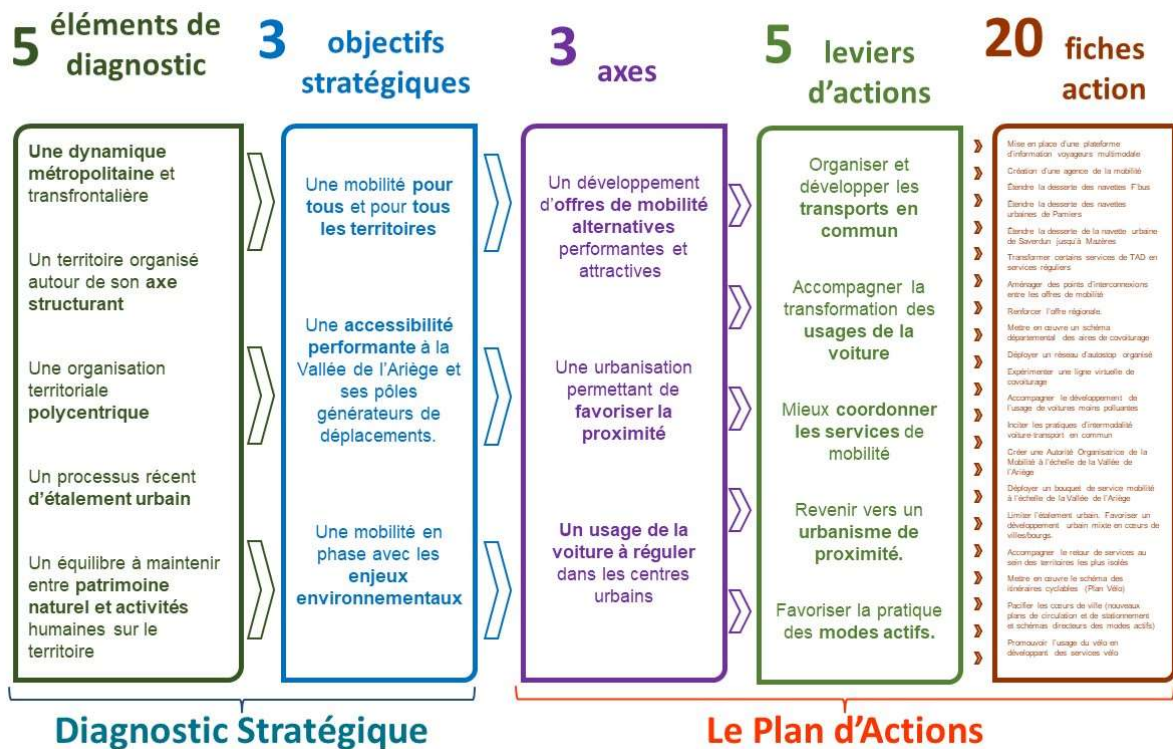 5 éléments de
diagnostic
3 objectifs
stratégiques
3 axes
5 leviers
d'actions
20 fiches
action
Une dynamique
métropolitaine et
transfrontalière
Un territoire organisé
autour de son axe
structurant
Une organisation
territoriale
polycentrique
Un processus récent
d'étalement urbain
Un équilibre à maintenir
entre patrimoine
naturel et activités
humaines sur le
territoire
Une mobilité pour
tous et pour tous
les territoires
Une accessibilité
performante à la
Vallée de l'Ariège et
ses pôles
générateurs de
déplacements.
Une mobilité en
phase avec les
enjeux
environnementaux
Un développement
d'offres de mobilité
alternatives
performantes et
attractives
Une urbanisation
permettant de
favoriser la
proximité
Un usage de la
voiture à réguler
dans les centres
urbains
Organiser et
développer les
transports en
commun
Accompagner la
transformation des
usages de la
voiture
Mieux coordonner
les services de
mobilité
Revenir vers un
urbanisme de
proximité.
Favoriser la pratique
des modes actifs.
Mise en place d'une plateforme
d'information voyageurs multimodale
Création d'une agence de la mobilité
Étendre la desserte des navettes F'bus
Étendre la desserte des navettes
urbaines de Pamiers
Étendre la desserte de la navette urbaine
de Saverdun jusqu'à Mazères
Transformer certains services de TAD en
services réguliers
Aménager des points d'interconnexions
entre les offres de mobilité
Renforcer l'offre régionale.
Mettre en œuvre un schéma
départemental des aires de covoiturage
Déployer un réseau d'autostop organisé
Expérimenter une ligne virtuelle de
covoiturage
Accompagner le développement de
l'usage de voitures moins polluantes
Inciter les pratiques d'intermodalité
voiture-transport en commun
Créer une Autorité Organisatrice de la
Mobilité à l'échelle de la Vallée de
l'Ariège
Déployer un bouquet de service mobilité
à l'échelle de la Vallée de l'Ariège
Limiter l'étalement urbain. Favoriser un
développement urbain mixte en cœurs de
villes/bourgs.
Accompagner le retour de services au
sein des territoires les plus isolés
Mettre en œuvre le schéma des
itinéraires cyclables (Plan Vélo)
Pacifier les cœurs de ville (nouveaux
plans de circulation et de stationnement
et schémas directeurs des modes actifs)
Promouvoir l'usage du vélo en
développant des services vélo
Diagnostic Stratégique
Le Plan d'Actions